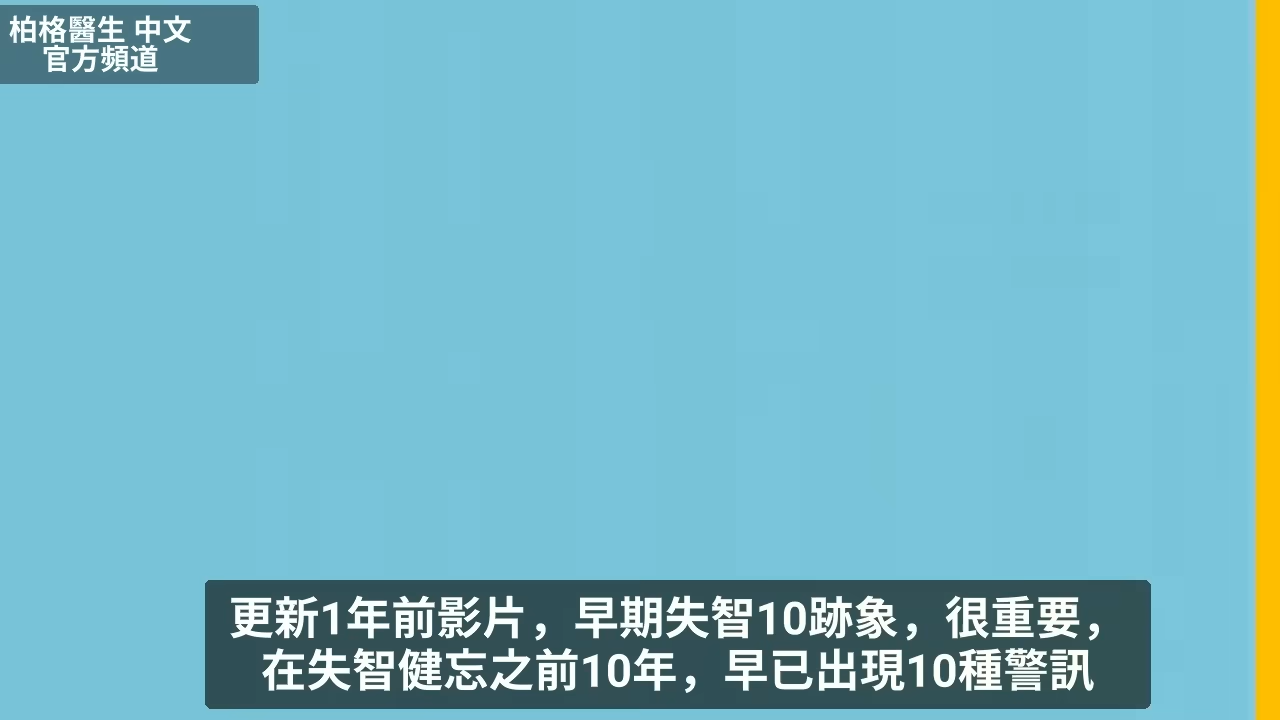 柏格醫生 中文
官方頻道
更新1年前影片，早期失智10跡象，很重要，
在失智健忘之前10年，早已出現10種警訊